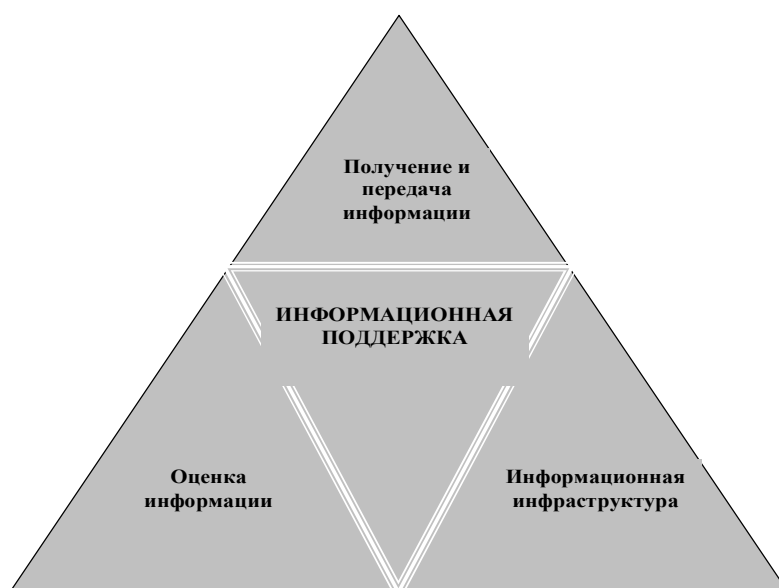 Получение и
передача
информации
ИНФОРМАЦИОННАЯ
ПОДДЕРЖКА
Оценка
информации
Информационная
инфраструктура